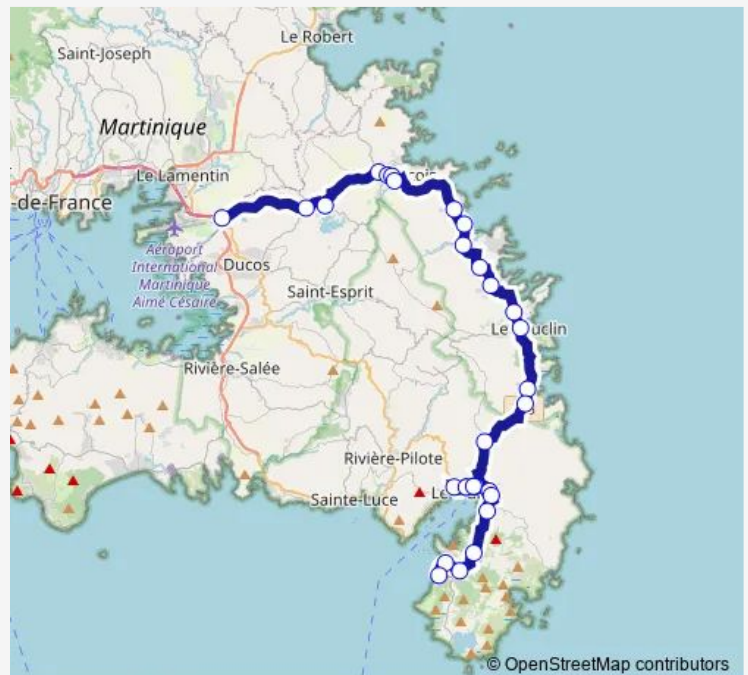 Le Robert
Saint-Joseph
Martinique
Le Lamentin
-de-France
Aéroport
International
Martinique
Aimé Césaire
Ducos
Saint-Esprit
Rivière-Salée
Rivière-Pilote
Sainte-Luce
© OpenStreetMap contributors